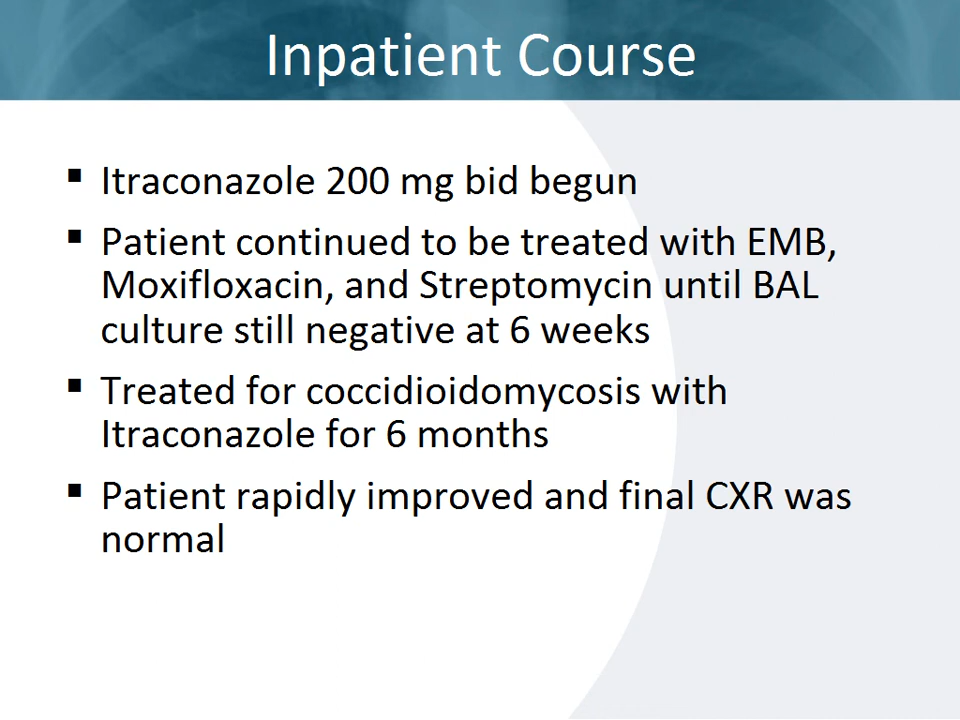 Inpatient Course
▪ Itraconazole 200 mg bid begun
▪ Patient continued to be treated with EMB,
Moxifloxacin, and Streptomycin until BAL
culture still negative at 6 weeks
▪ Treated for coccidioidomycosis with
Itraconazole for 6 months
▪ Patient rapidly improved and final CXR was
normal